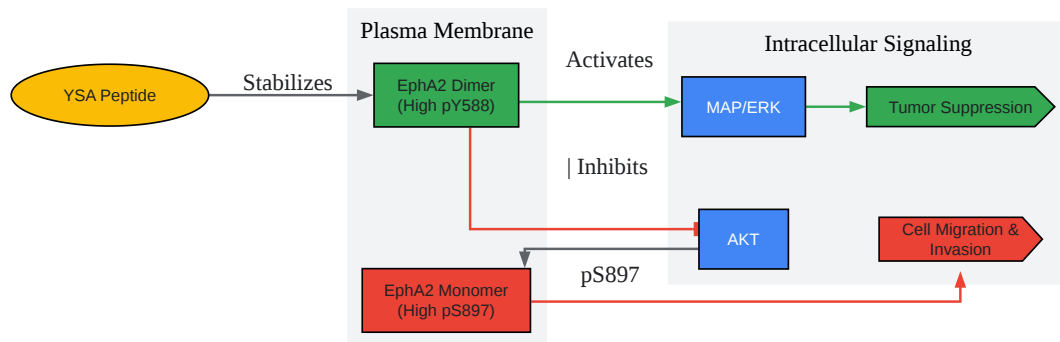 Plasma Membrane
Intracellular Signaling
YSA Peptide
Stabilizes
EphA2 Dimer
(High pY588)
Activates
MAP/ERK
Tumor Suppression
| Inhibits
AKT
Cell Migration &
Invasion
pS897
EphA2 Monomer
(High pS897)